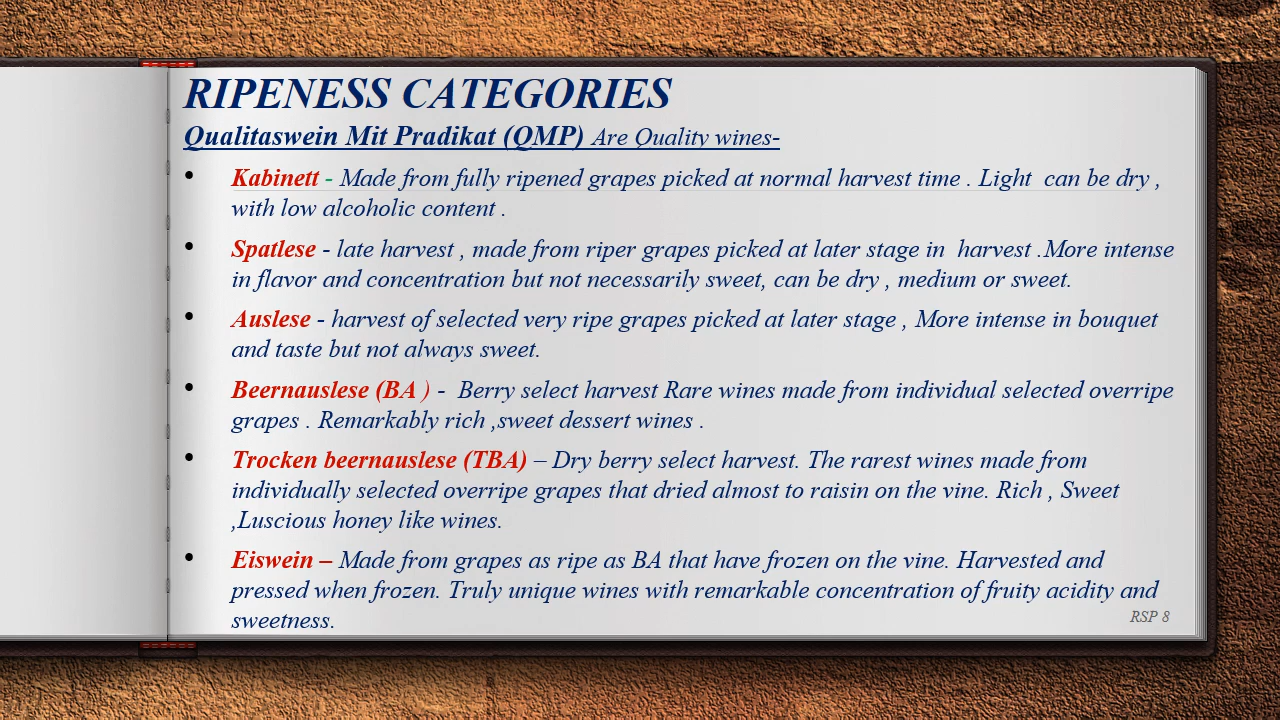 RIPENESS CATEGORIES
Qualitaswein Mit Pradikat (QMP) Are Quality wines-
• Kabinett - Made from fully ripened grapes picked at normal harvest time . Light  can be dry ,
with low alcoholic content .
• Spatlese - late harvest , made from riper grapes picked at later stage in  harvest .More intense
in flavor and concentration but not necessarily sweet, can be dry , medium or sweet.
• Auslese - harvest of selected very ripe grapes picked at later stage , More intense in bouquet
and taste but not always sweet.
• Beernauslese (BA ) -  Berry select harvest Rare wines made from individual selected overripe
grapes . Remarkably rich ,sweet dessert wines .
• Trocken beernauslese (TBA) – Dry berry select harvest. The rarest wines made from
individually selected overripe grapes that dried almost to raisin on the vine. Rich , Sweet
,Luscious honey like wines.
• Eiswein – Made from grapes as ripe as BA that have frozen on the vine. Harvested and
pressed when frozen. Truly unique wines with remarkable concentration of fruity acidity and
sweetness.
RSP 8